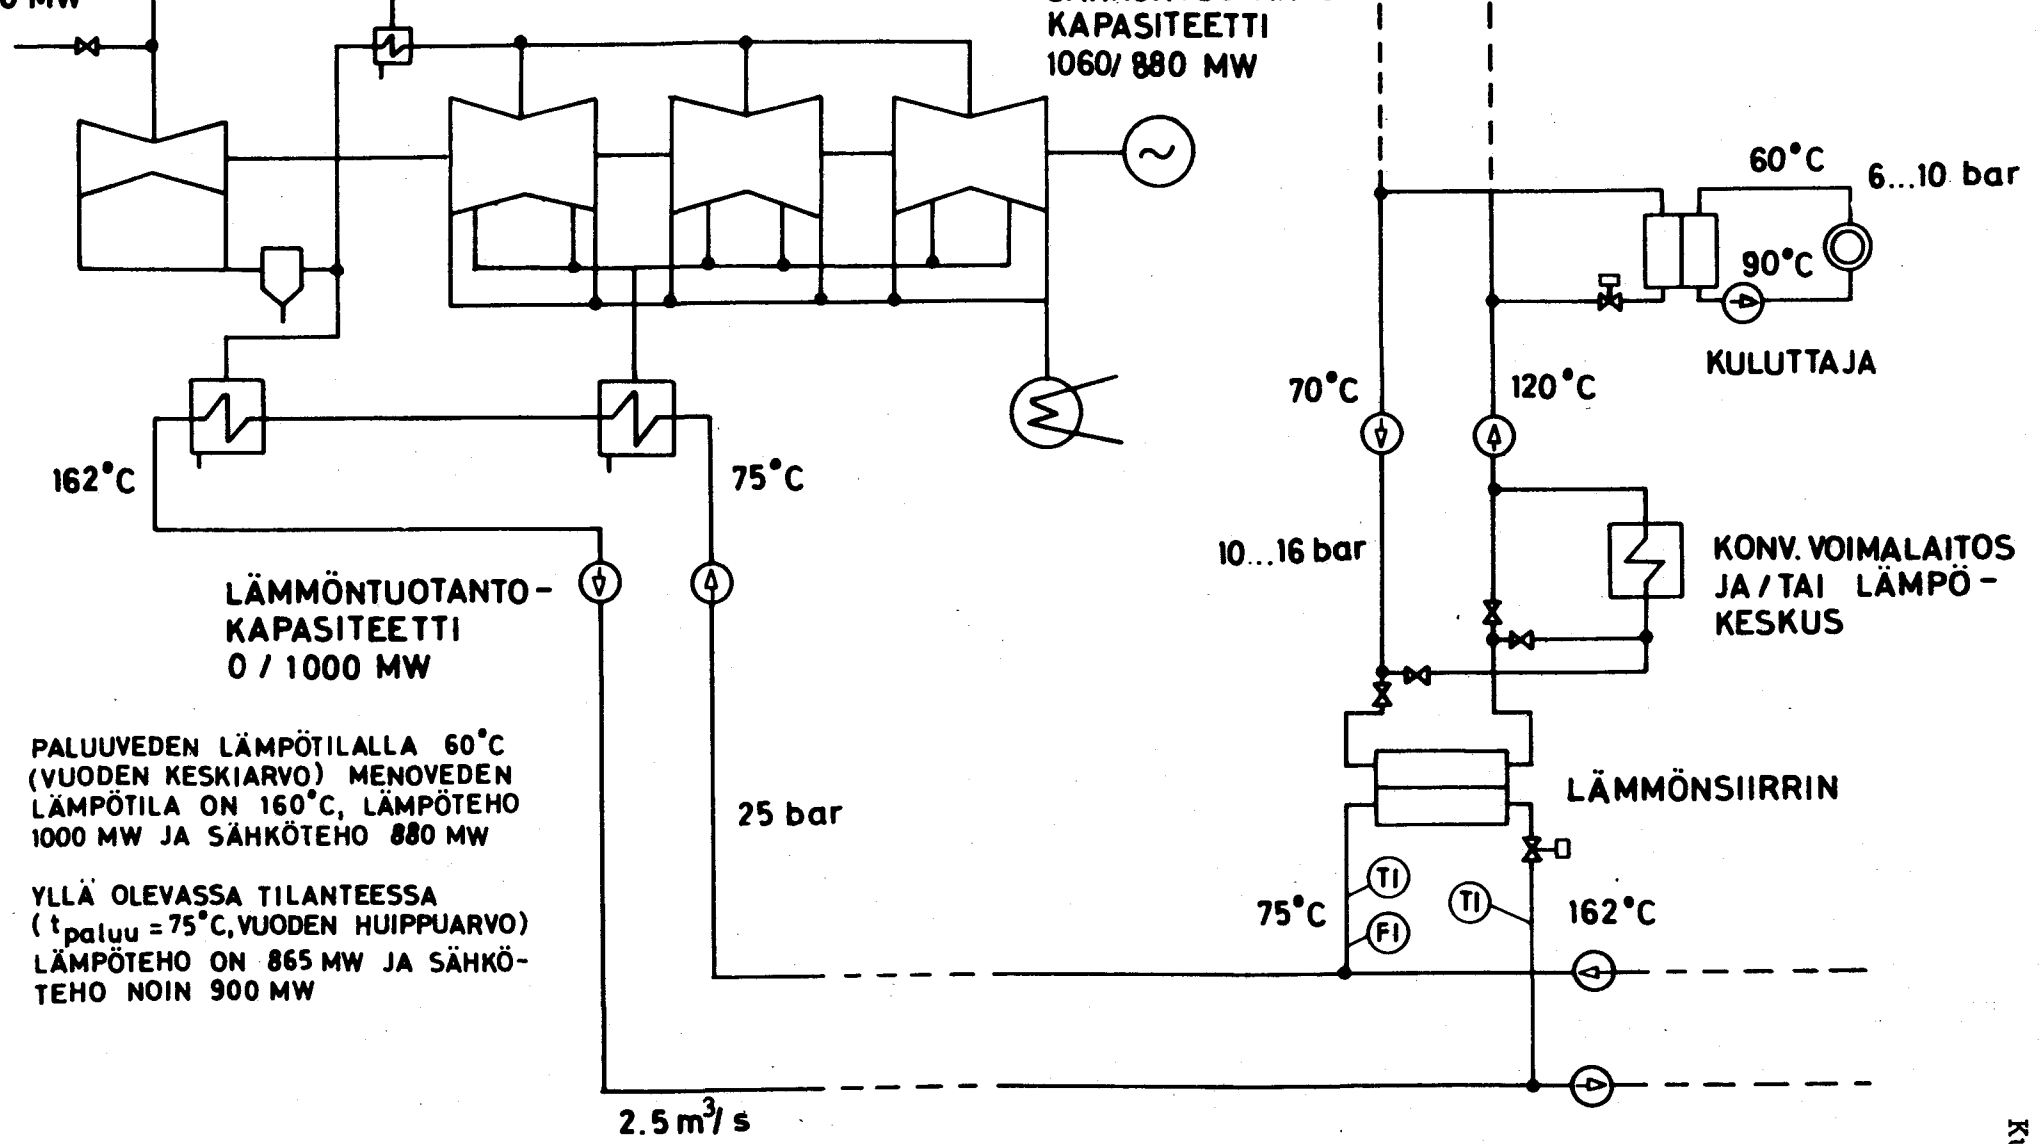 MW
KAPASITEETTI
1060/ 880 MW
60°C
6...10 bar
90°C
KULUTTAJA
70°C
120°C
162°C
75°C
10...16 bar
KONV. VOIMALAITOS
JA / TAI LÄMPÖ-
KESKUS
LÄMMÖNTUOTANTO-
KAPASITEETTI
0 / 1000 MW
PALUUVEDEN LÄMPÖTILALLA 60°C
(VUODEN KESKIARVO) MENOVEDEN
LÄMPÖTILA ON 160°C, LÄMPÖTEHO
1000 MW JA SÄHKÖTEHO 880 MW
25 bar
LÄMMÖNSIIRRIN
YLLÄ OLEVASSA TILANTEESSA
(tpaluu = 75°C, VUODEN HUIPPUARVO)
LÄMPÖTEHO ON 865 MW JA SÄHKÖ-
TEHO NOIN 900 MW
TI
TI
75°C
162°C
FI
2.5 m³/s